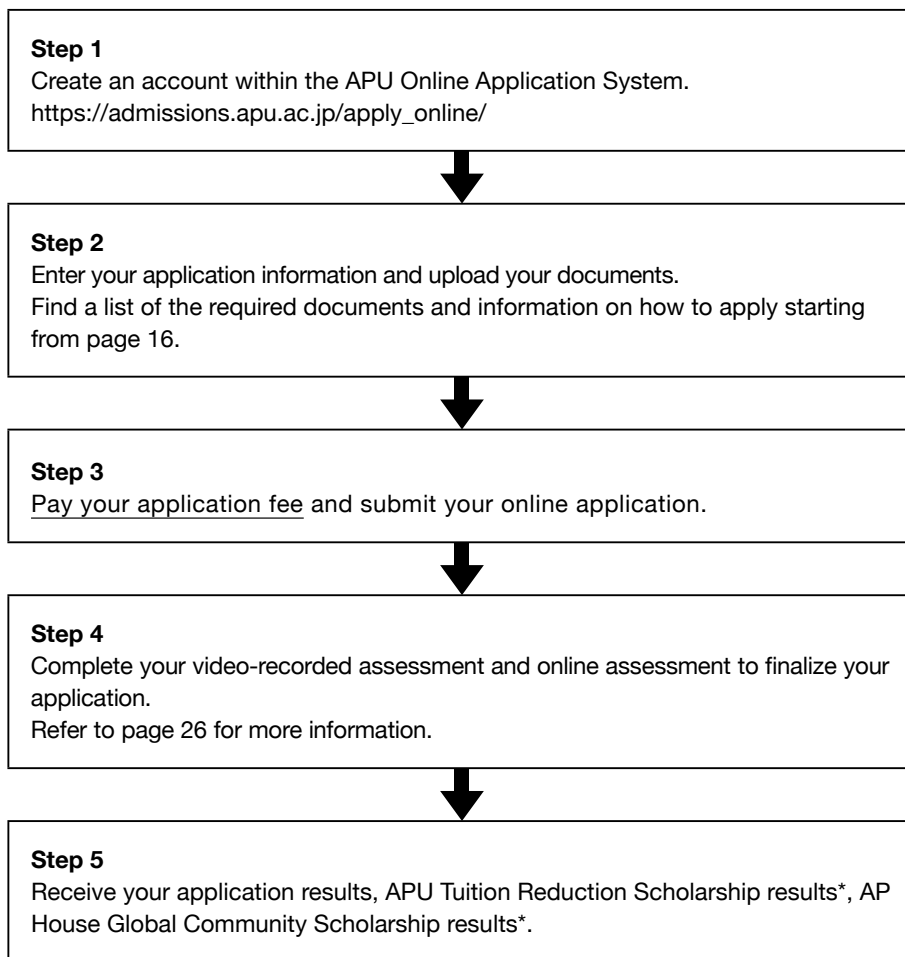 Step 1
Create an account within the APU Online Application System.
https://admissions.apu.ac.jp/apply_online/
Step 2
Enter your application information and upload your documents.
Find a list of the required documents and information on how to apply starting
from page 16.
Step 3
Pay your application fee and submit your online application.
Step 4
Complete your video-recorded assessment and online assessment to finalize your
application.
Refer to page 26 for more information.
Step 5
Receive your application results, APU Tuition Reduction Scholarship results*, AP
House Global Community Scholarship results*.